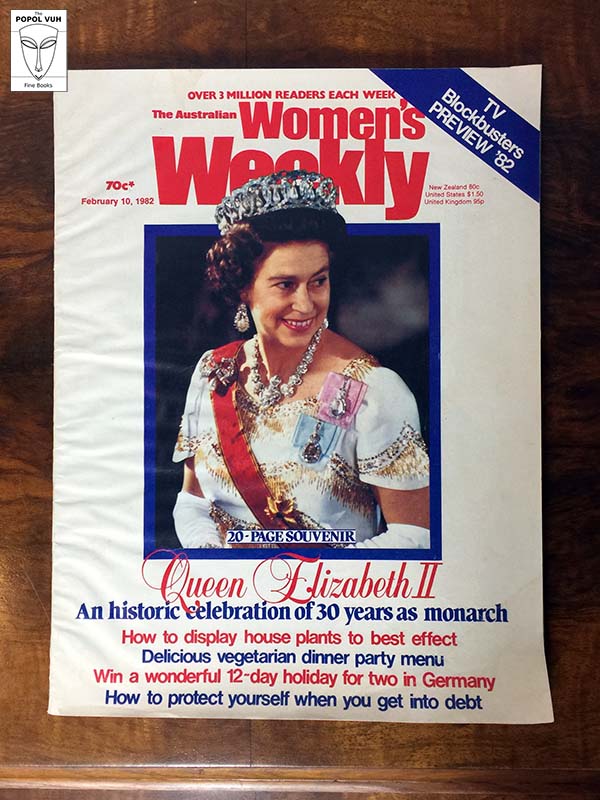 The
POPOL VUH
Fine Books
OVER 3 MILLION READERS EACH WEEK
The Australian Women's
Weekly
TV
Blockbusters
PREVIEW '82
70c*
February 10, 1982
New Zealand 80c
United States $1.50
United Kingdom 95p
20-PAGE SOUVENIR
Queen Elizabeth II
An historic celebration of 30 years as monarch
How to display house plants to best effect
Delicious vegetarian dinner party menu
Win a wonderful 12-day holiday for two in Germany
How to protect yourself when you get into debt